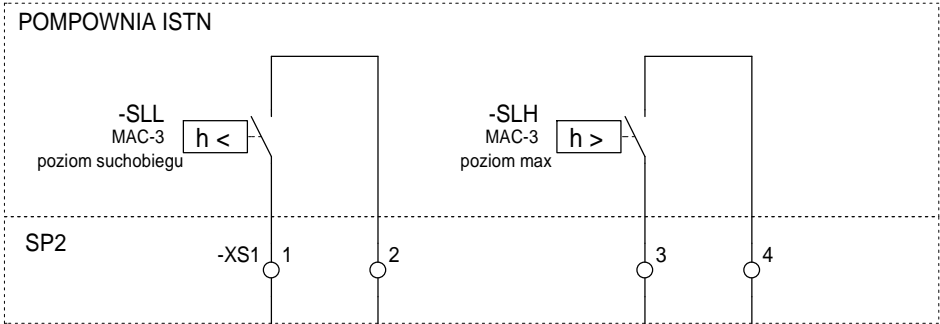 POMPOWNIA ISTN
-SLL
MAC-3
h <
poziom suchobiegu
-SLH
MAC-3
h >
poziom max
SP2
-XS1 1 2 3 4